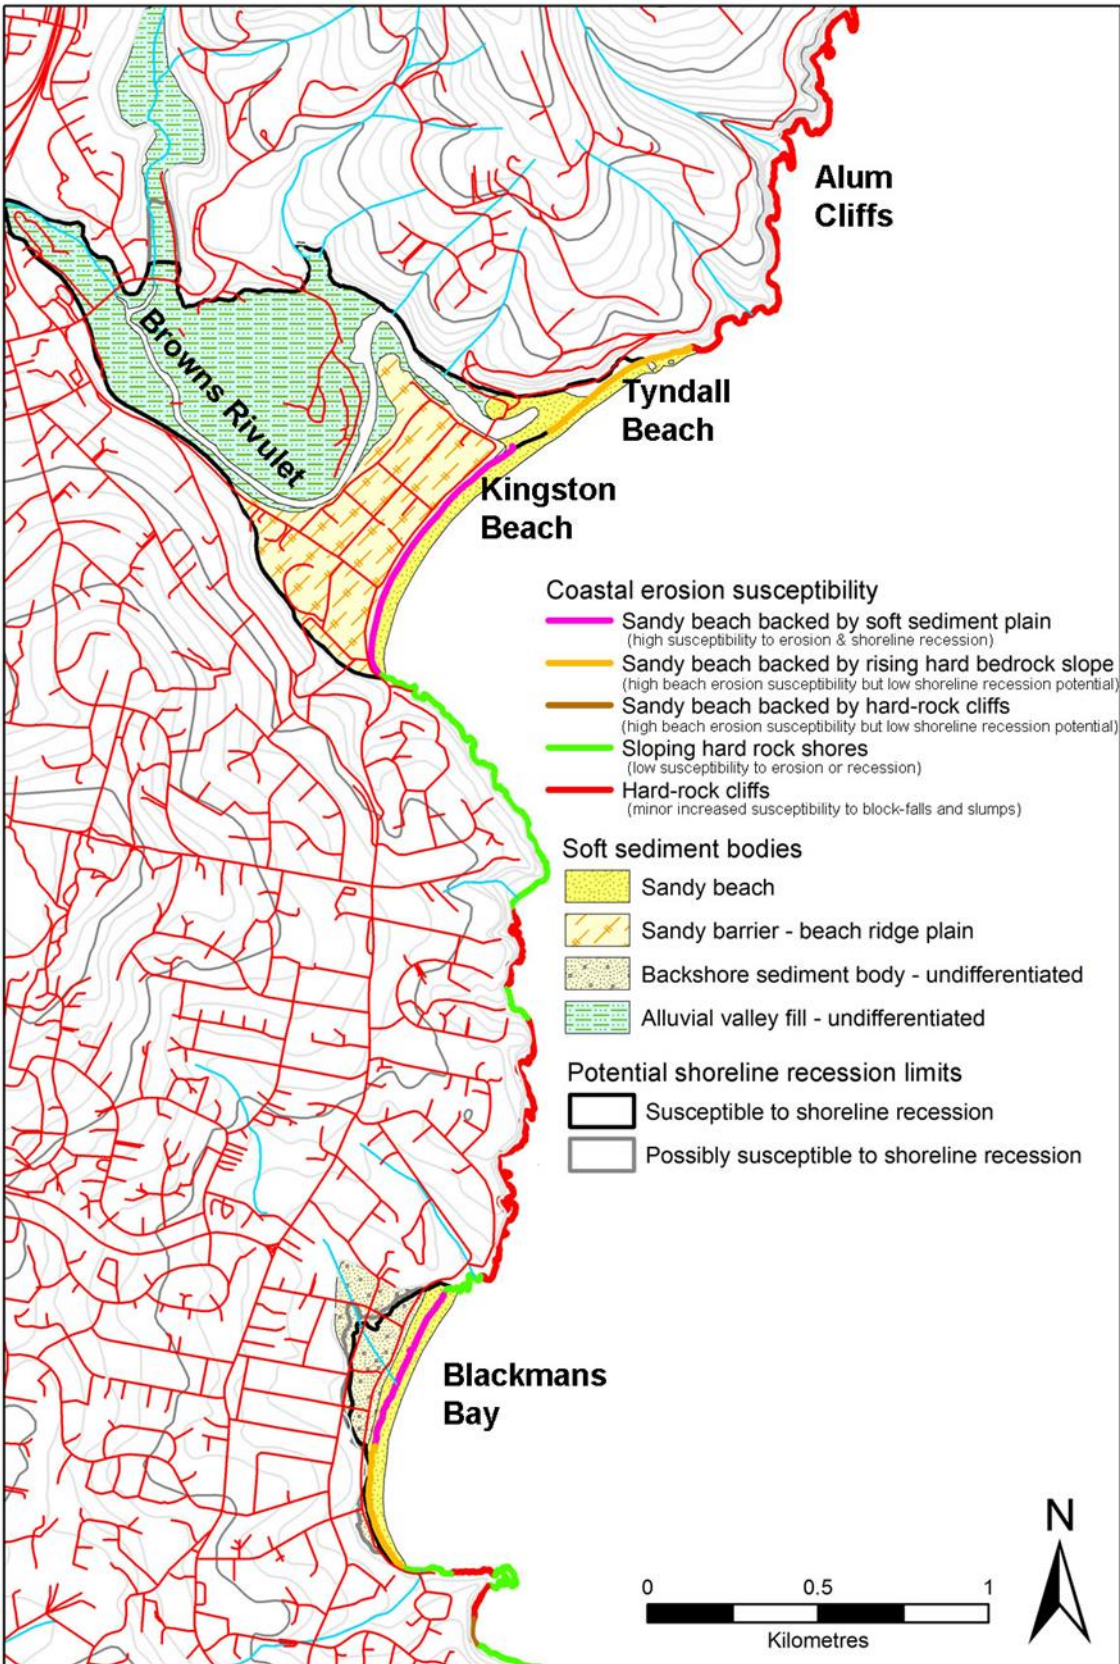 Alum
Cliffs
Browns Rivulet
Tyndall
Beach
Kingston
Beach
Coastal erosion susceptibility
Sandy beach backed by soft sediment plain
(high susceptibility to erosion & shoreline recession)
Sandy beach backed by rising hard bedrock slope
(high beach erosion susceptibility but low shoreline recession potential)
Sandy beach backed by hard-rock cliffs
(high beach erosion susceptibility but low shoreline recession potential)
Sloping hard rock shores
(low susceptibility to erosion or recession)
Hard-rock cliffs
(minor increased susceptibility to block-falls and slumps)
Soft sediment bodies
Sandy beach
Sandy barrier - beach ridge plain
Backshore sediment body - undifferentiated
Alluvial valley fill - undifferentiated
Potential shoreline recession limits
Susceptible to shoreline recession
Possibly susceptible to shoreline recession
Blackmans
Bay
N
0 0.5 1
Kilometres